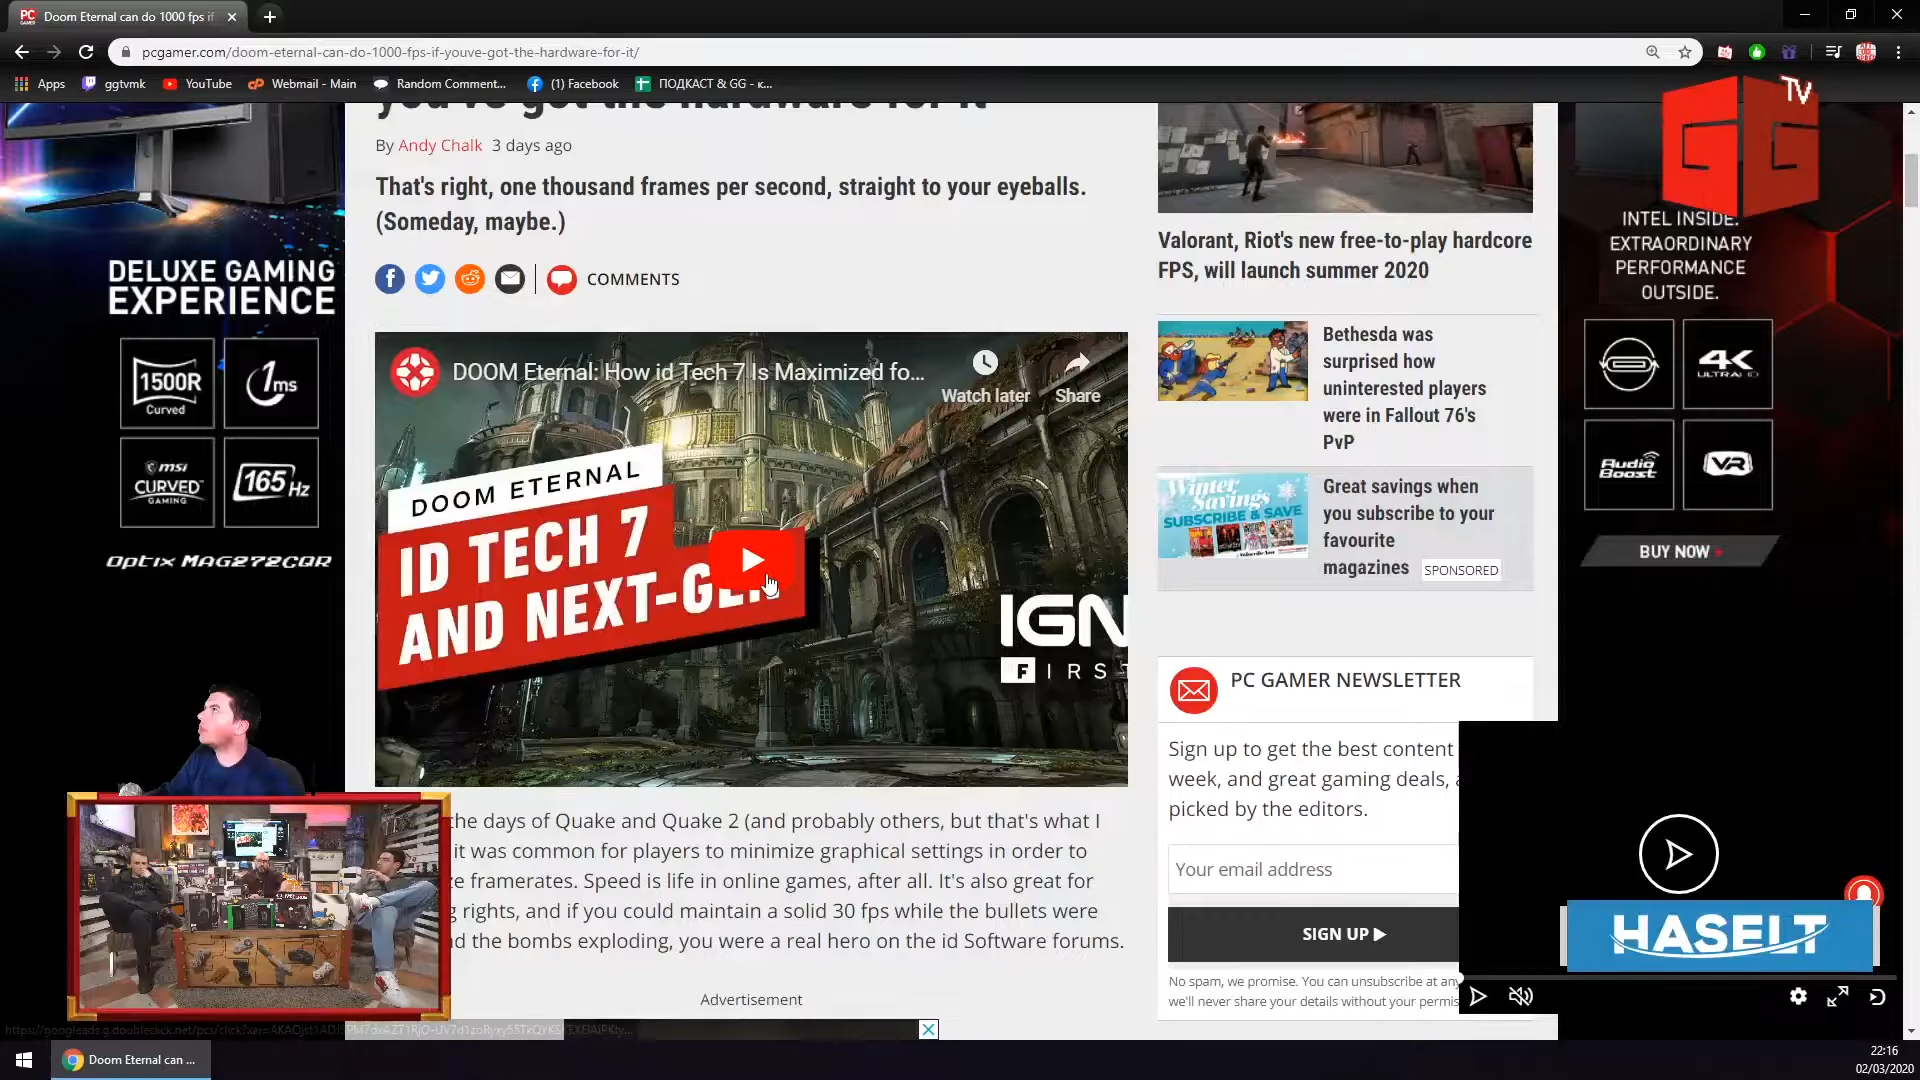 Doom Eternal can do 1000 fps if
pcgamer.com/doom-eternal-can-do-1000-fps-if-youve-got-the-hardware-for-it/
Apps
ggtvmk
YouTube
Webmail - Main
Random Comment...
(1) Facebook
ПОДКАСТ & GG - к...
TV
GG
you've got the hardware for it
By Andy Chalk 3 days ago
That's right, one thousand frames per second, straight to your eyeballs.
(Someday, maybe.)
COMMENTS
DELUXE GAMING
EXPERIENCE
1500R
Curved
1ms
msi
CURVED
GAMING
165Hz
Optix MAG272CQR
DOOM Eternal: How id Tech 7 Is Maximized fo...
Watch later
Share
DOOM ETERNAL
ID TECH 7
AND NEXT-GEN
IGN
FIRST
the days of Quake and Quake 2 (and probably others, but that's what I
it was common for players to minimize graphical settings in order to
ze framerates. Speed is life in online games, after all. It's also great for
g rights, and if you could maintain a solid 30 fps while the bullets were
nd the bombs exploding, you were a real hero on the id Software forums.
Advertisement
Valorant, Riot's new free-to-play hardcore
FPS, will launch summer 2020
Bethesda was
surprised how
uninterested players
were in Fallout 76's
PvP
Winter
Savings
SUBSCRIBE & SAVE
Great savings when
you subscribe to your
favourite
magazines
SPONSORED
PC GAMER NEWSLETTER
Sign up to get the best content
week, and great gaming deals, a
picked by the editors.
Your email address
SIGN UP ▶
No spam, we promise. You can unsubscribe at any
we'll never share your details without your permis
INTEL INSIDE.
EXTRAORDINARY
PERFORMANCE
OUTSIDE.
4K
ULTRA HD
Audio
Boost
VR
BUY NOW
HASELT
Doom Eternal can ...
22:16
02/03/2020